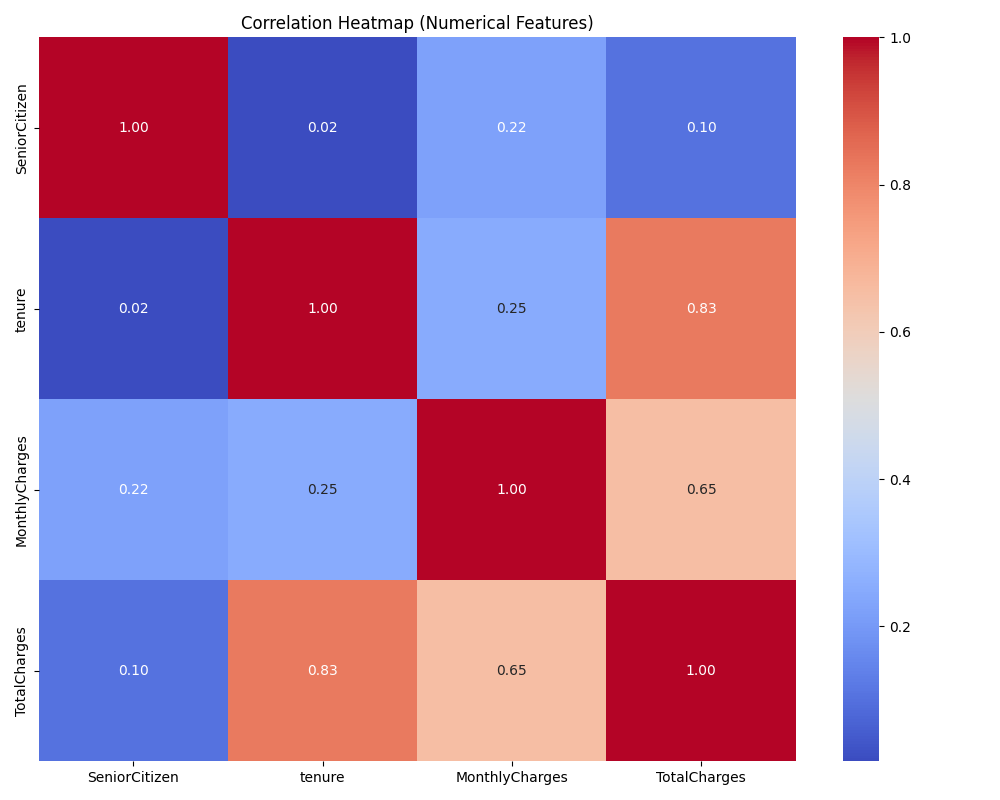 Correlation Heatmap (Numerical Features)
SeniorCitizen 1.00 0.02 0.22 0.10
tenure 0.02 1.00 0.25 0.83
MonthlyCharges 0.22 0.25 1.00 0.65
TotalCharges 0.10 0.83 0.65 1.00
SeniorCitizen tenure MonthlyCharges TotalCharges
1.0
0.8
0.6
0.4
0.2